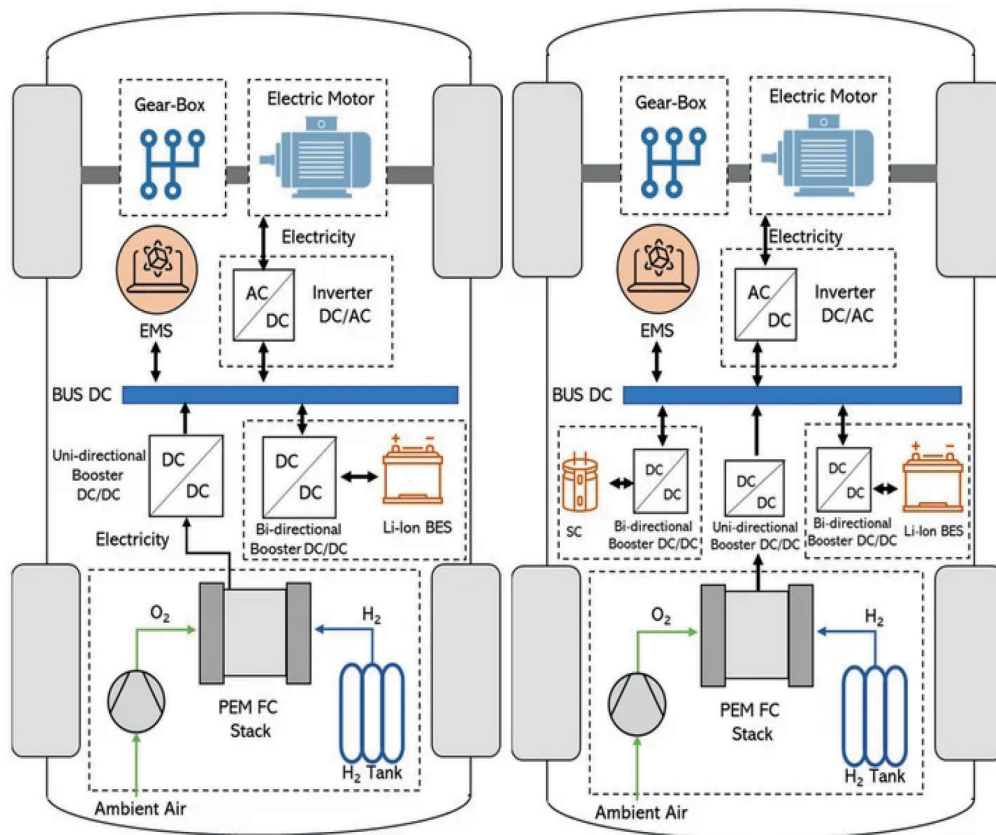 Gear-Box
Electric Motor
Electricity
AC
DC
Inverter
DC/AC
EMS
BUS DC
Uni-directional
Booster
DC/DC
DC
DC
DC
DC
+ -
Li-Ion BES
Bi-directional
Booster DC/DC
Electricity
O₂
H₂
PEM FC
Stack
H₂ Tank
Ambient Air
Gear-Box
Electric Motor
Electricity
AC
DC
Inverter
DC/AC
EMS
BUS DC
SC
DC
DC
Bi-directional
Booster DC/DC
DC
DC
Uni-directional
Booster DC/DC
DC
DC
Bi-directional
Booster DC/DC
+ -
Li-Ion BES
O₂
H₂
PEM FC
Stack
H₂ Tank
Ambient Air